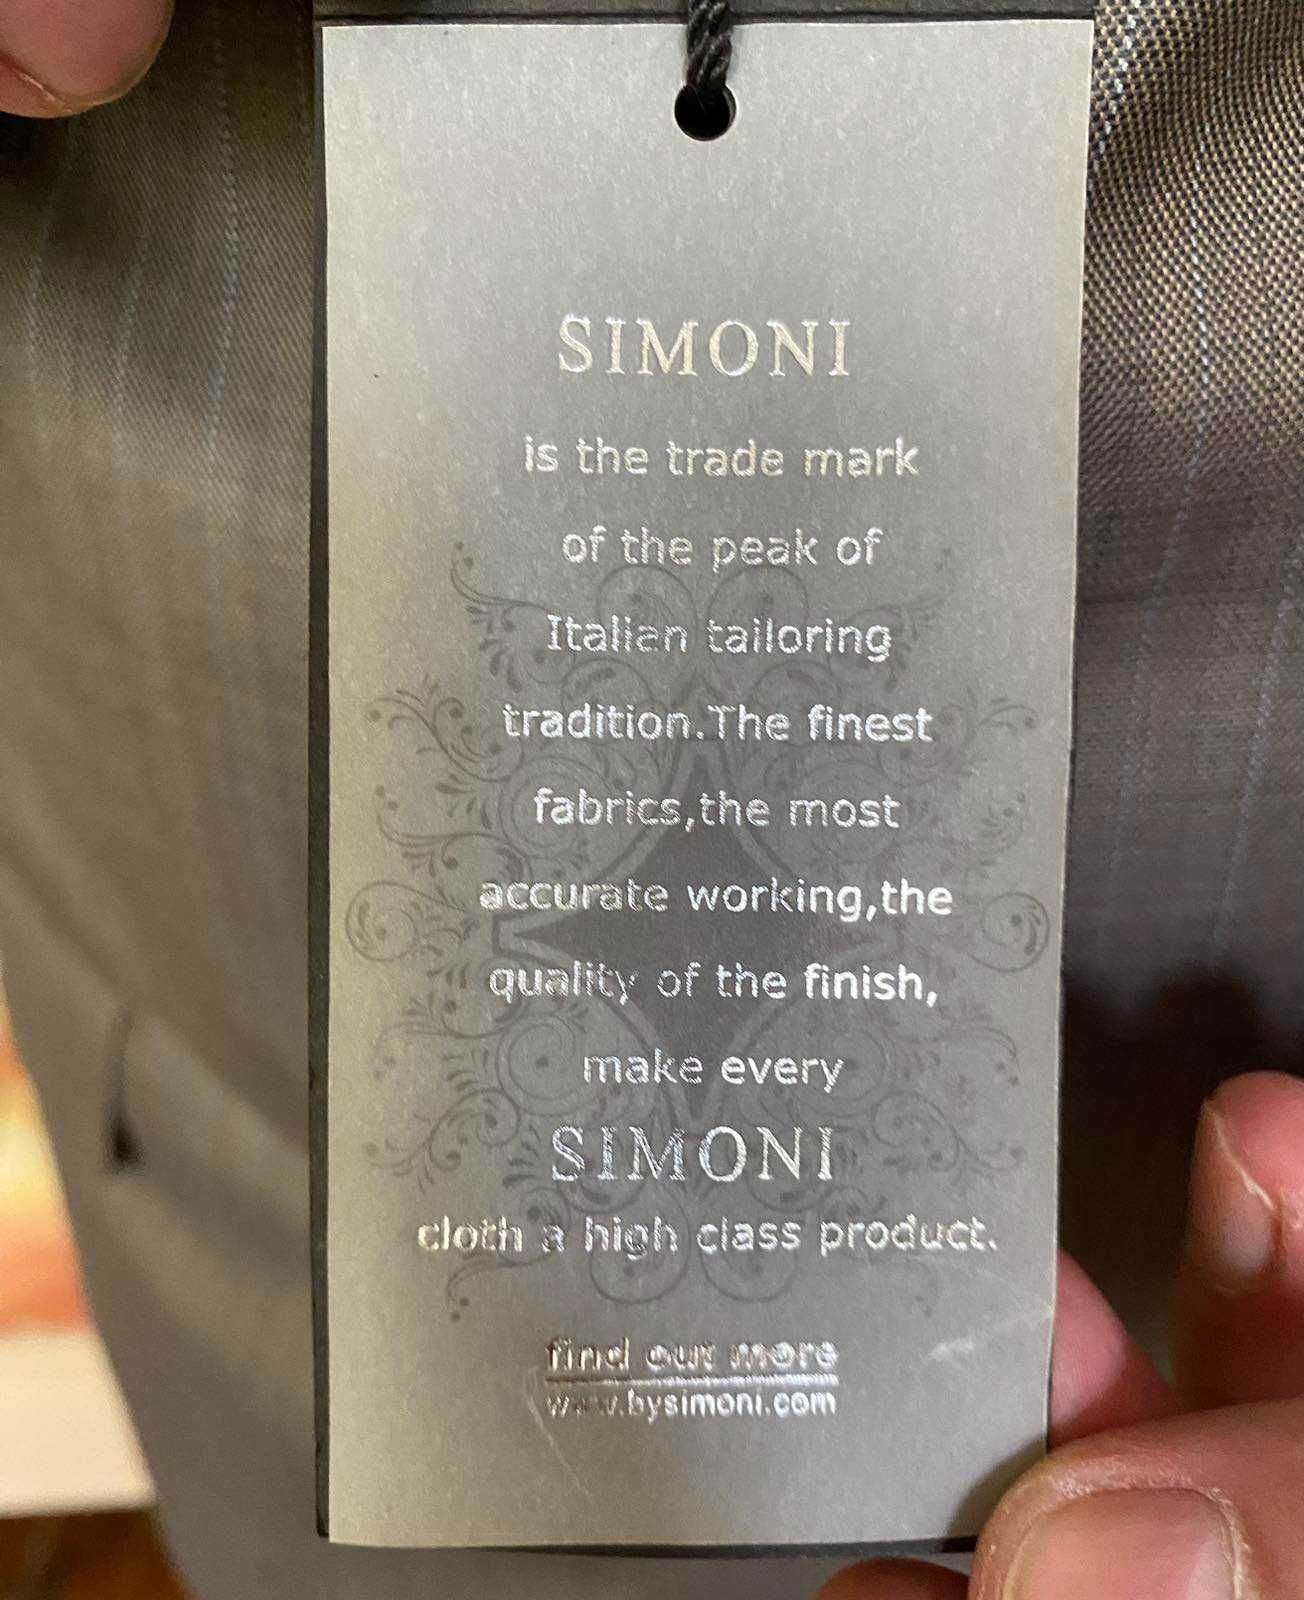 SIMONI
is the trade mark
of the peak of
Italian tailoring
tradition.The finest
fabrics,the most
accurate working,the
quality of the finish,
make every
SIMONI
cloth a high class product.
find out more
www.bysimoni.com